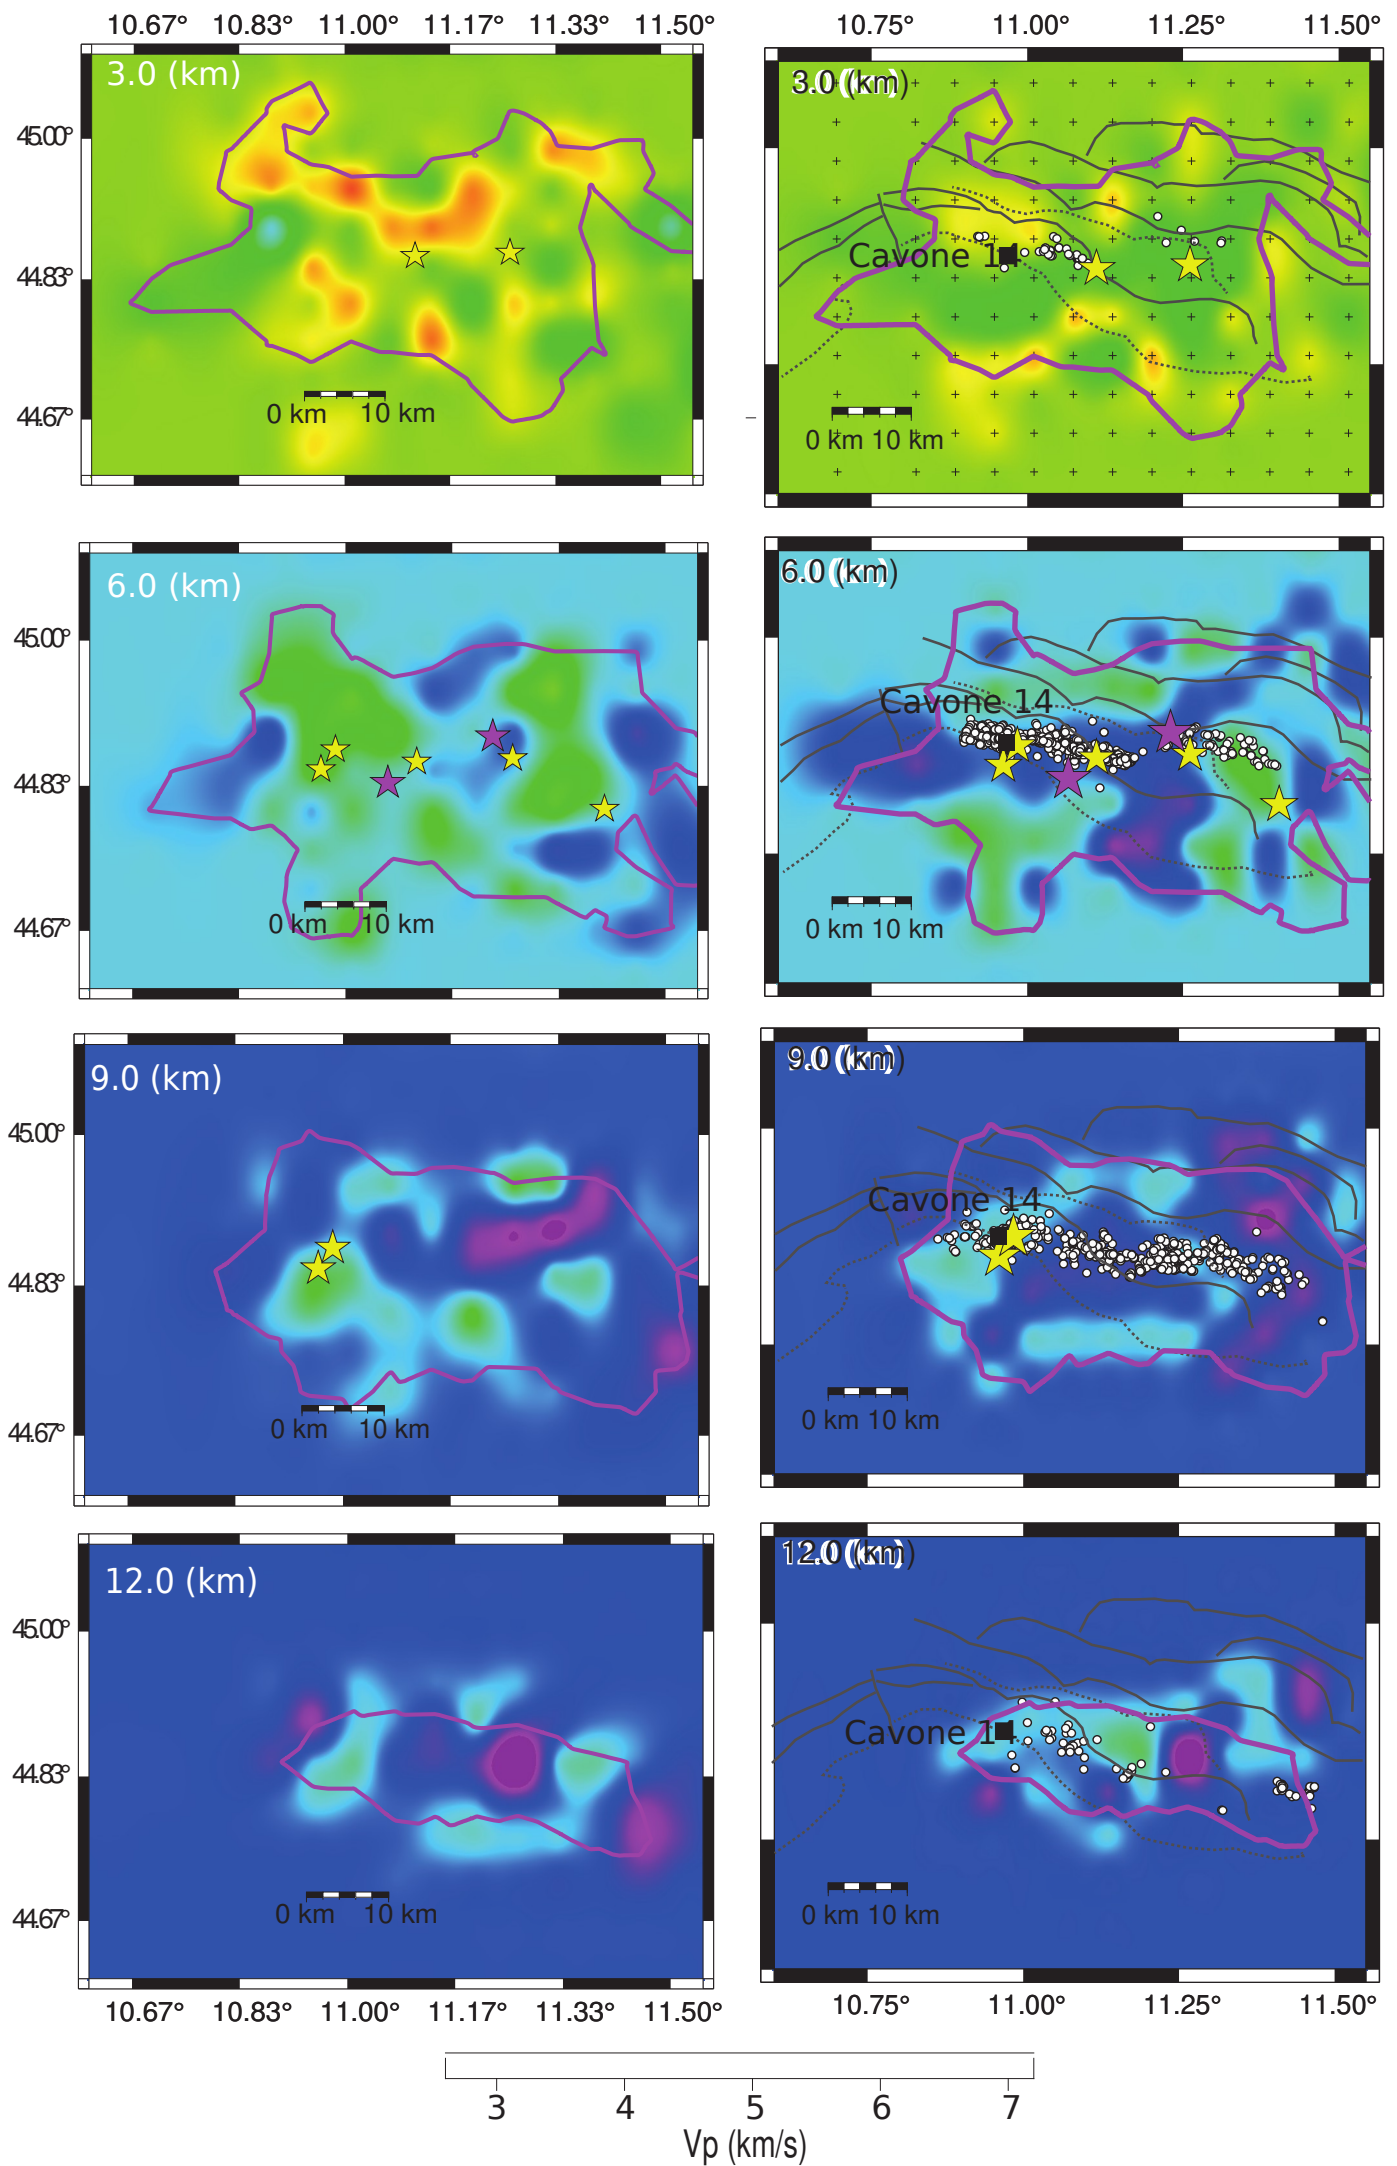 10.67° 10.83° 11.00° 11.17° 11.33° 11.50°
10.75° 11.00° 11.25° 11.50°
3.0 (km)
45.00°
44.83°
44.67°
0 km 10 km
3.0 (km)
Cavone 14
0 km 10 km
6.0 (km)
45.00°
44.83°
44.67°
0 km 10 km
6.0 (km)
Cavone 14
0 km 10 km
9.0 (km)
45.00°
44.83°
44.67°
0 km 10 km
9.0 (km)
Cavone 14
0 km 10 km
12.0 (km)
45.00°
44.83°
44.67°
0 km 10 km
12.0 (km)
Cavone 14
0 km 10 km
10.67° 10.83° 11.00° 11.17° 11.33° 11.50°
10.75° 11.00° 11.25° 11.50°
3 4 5 6 7
Vp (km/s)